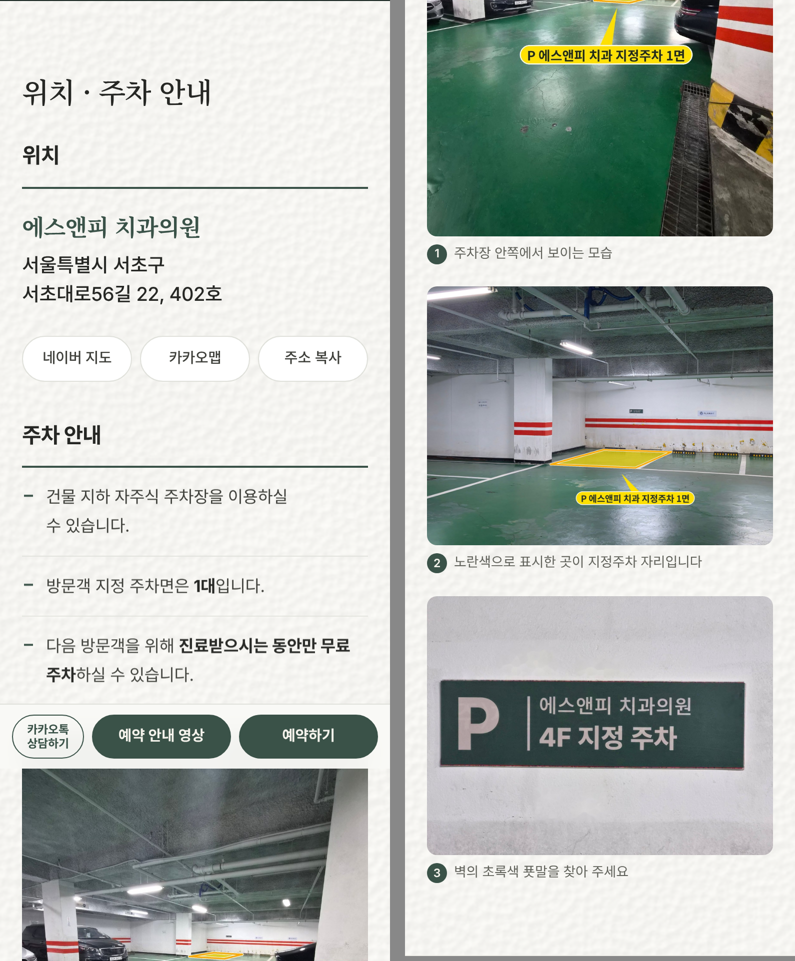 위치 · 주차 안내
위치
에스앤피 치과의원
서울특별시 서초구
서초대로56길 22, 402호
네이버 지도
카카오맵
주소 복사
주차 안내
– 건물 지하 자주식 주차장을 이용하실
수 있습니다.
– 방문객 지정 주차면은 1대입니다.
– 다음 방문객을 위해 진료받으시는 동안만 무료
주차하실 수 있습니다.
카카오톡
상담하기
예약 안내 영상
예약하기
P 에스앤피 치과 지정주차 1면
1 주차장 안쪽에서 보이는 모습
P 에스앤피 치과 지정주차 1면
2 노란색으로 표시한 곳이 지정주차 자리입니다
P
에스앤피 치과의원
4F 지정 주차
3 벽의 초록색 푯말을 찾아 주세요